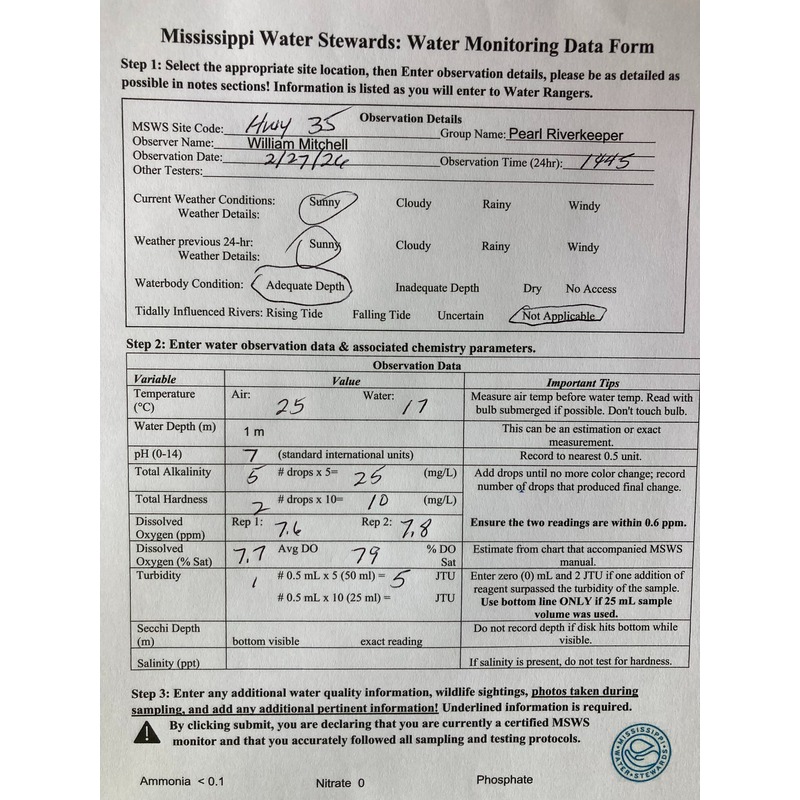 Mississippi Water Stewards: Water Monitoring Data Form
Step 1: Select the appropriate site location, then Enter observation details, please be as detailed as
possible in notes sections! Information is listed as you will enter to Water Rangers.
Observation Details
MSWS Site Code: Hwy 35 Group Name: Pearl Riverkeeper
Observer Name: William Mitchell
Observation Date: 2/27/26 Observation Time (24hr): 1445
Other Testers:
Current Weather Conditions: Sunny Cloudy Rainy Windy
Weather Details:
Weather previous 24-hr: Sunny Cloudy Rainy Windy
Weather Details:
Waterbody Condition: Adequate Depth Inadequate Depth Dry No Access
Tidally Influenced Rivers: Rising Tide Falling Tide Uncertain Not Applicable
Step 2: Enter water observation data & associated chemistry parameters.
Observation Data
Variable Value Important Tips
Temperature (°C) Air: 25 Water: 17 Measure air temp before water temp. Read with
bulb submerged if possible. Don't touch bulb.
Water Depth (m) 1 m This can be an estimation or exact
measurement.
pH (0-14) 7 (standard international units) Record to nearest 0.5 unit.
Total Alkalinity 5 # drops x 5= 25 (mg/L) Add drops until no more color change; record
number of drops that produced final change.
Total Hardness 2 # drops x 10= 10 (mg/L)
Dissolved Oxygen (ppm) Rep 1: 7.6 Rep 2: 7.8 Ensure the two readings are within 0.6 ppm.
Dissolved Oxygen (% Sat) 7.7 Avg DO 79 % DO Sat Estimate from chart that accompanied MSWS
manual.
Turbidity 1 # 0.5 mL x 5 (50 ml) = 5 JTU Enter zero (0) mL and 2 JTU if one addition of
reagent surpassed the turbidity of the sample.
# 0.5 mL x 10 (25 ml) = JTU Use bottom line ONLY if 25 mL sample
volume was used.
Secchi Depth (m) bottom visible exact reading Do not record depth if disk hits bottom while
visible.
Salinity (ppt) If salinity is present, do not test for hardness.
Step 3: Enter any additional water quality information, wildlife sightings, photos taken during
sampling, and add any additional pertinent information! Underlined information is required.
By clicking submit, you are declaring that you are currently a certified MSWS
monitor and that you accurately followed all sampling and testing protocols.
MISSISSIPPI WATER STEWARDS
Ammonia < 0.1 Nitrate 0 Phosphate